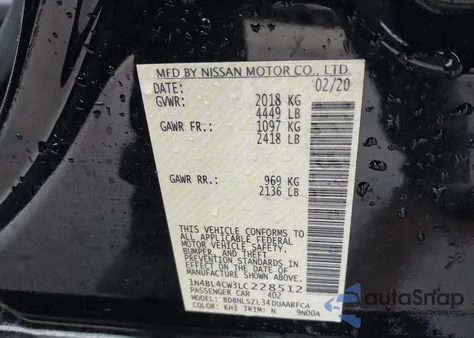 MFD BY NISSAN MOTOR CO., LTD.
DATE: 02/20
GVWR: 2018 KG
4449 LB
GAWR FR: 1097 KG
2418 LB
GAWR RR: 969 KG
2136 LB
THIS VEHICLE CONFORMS TO
ALL APPLICABLE FEDERAL
MOTOR VEHICLE SAFETY,
BUMPER, AND THEFT
PREVENTION STANDARDS IN
EFFECT ON THE DATE OF
MANUFACTURE SHOWN ABOVE.
1N4BL4CW3LC228512
PASSENGER CAR 402
MODEL: BDBNLSZL34DUAABFCA
COLOR: KH3 TRIM: N 9N00A
AutoSnap